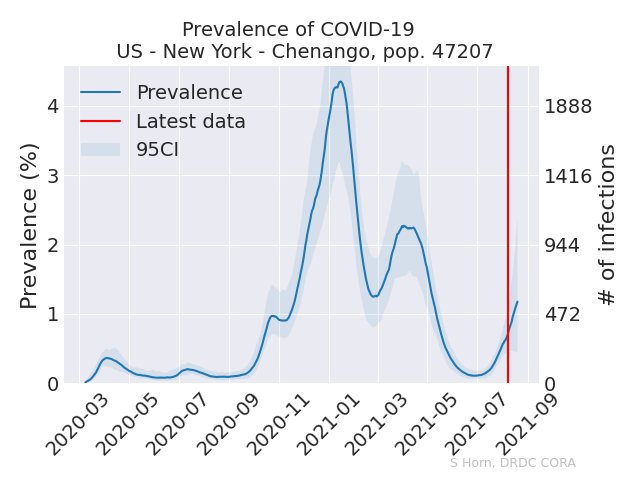 Prevalence of COVID-19
US - New York - Chenango, pop. 47207
Prevalence
Latest data
95CI
Prevalence (%)
4
3
2
1
0
1888
1416
944
472
0
# of infections
2020-03
2020-05
2020-07
2020-09
2020-11
2021-01
2021-03
2021-05
2021-07
2021-09
S Horn, DRDC CORA